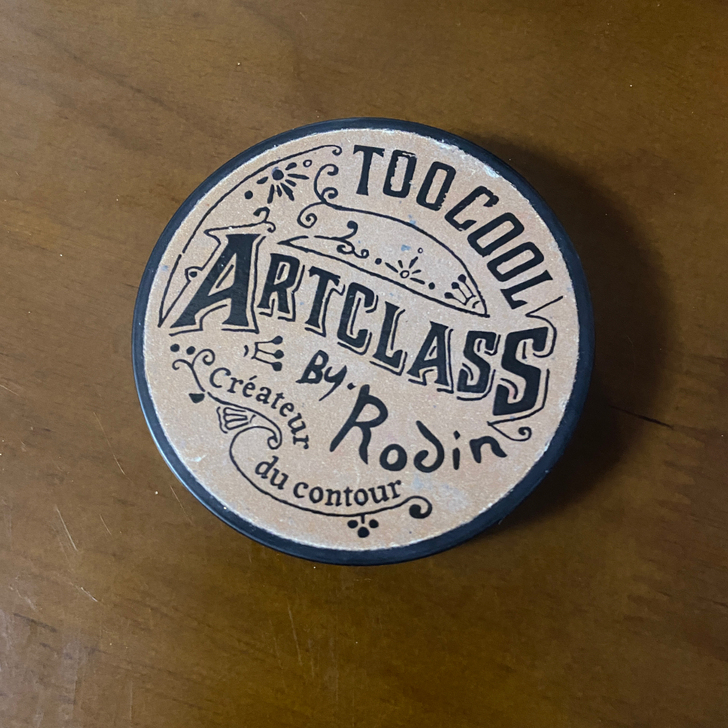 TOO COOL
ARTCLASS
By. Rodin
Créateur
du contour